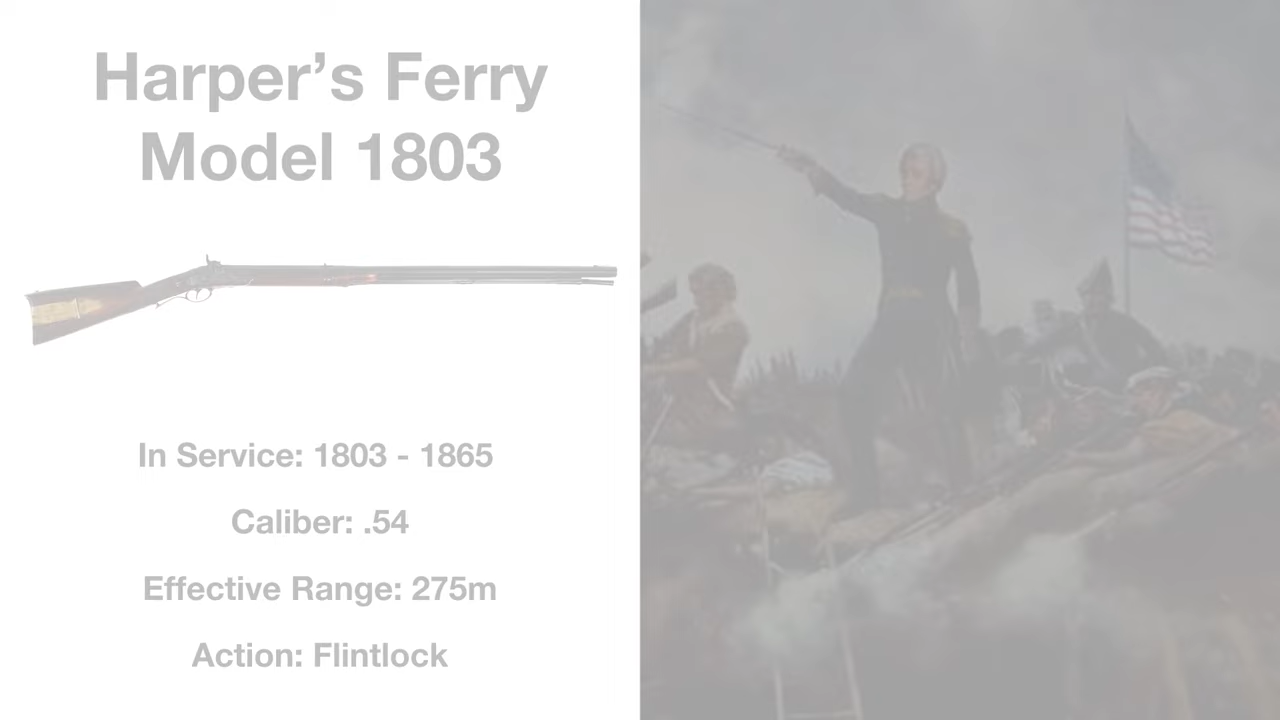 Harper’s Ferry
Model 1803
In Service: 1803 - 1865
Caliber: .54
Effective Range: 275m
Action: Flintlock